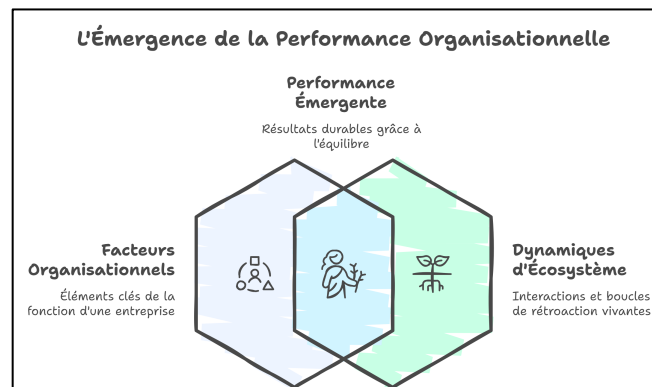 L'Émergence de la Performance Organisationnelle
Performance
Émergente
Résultats durables grâce à
l'équilibre
Facteurs
Organisationnels
Éléments clés de la
fonction d'une entreprise
Dynamiques
d'Écosystème
Interactions et boucles
de rétroaction vivantes